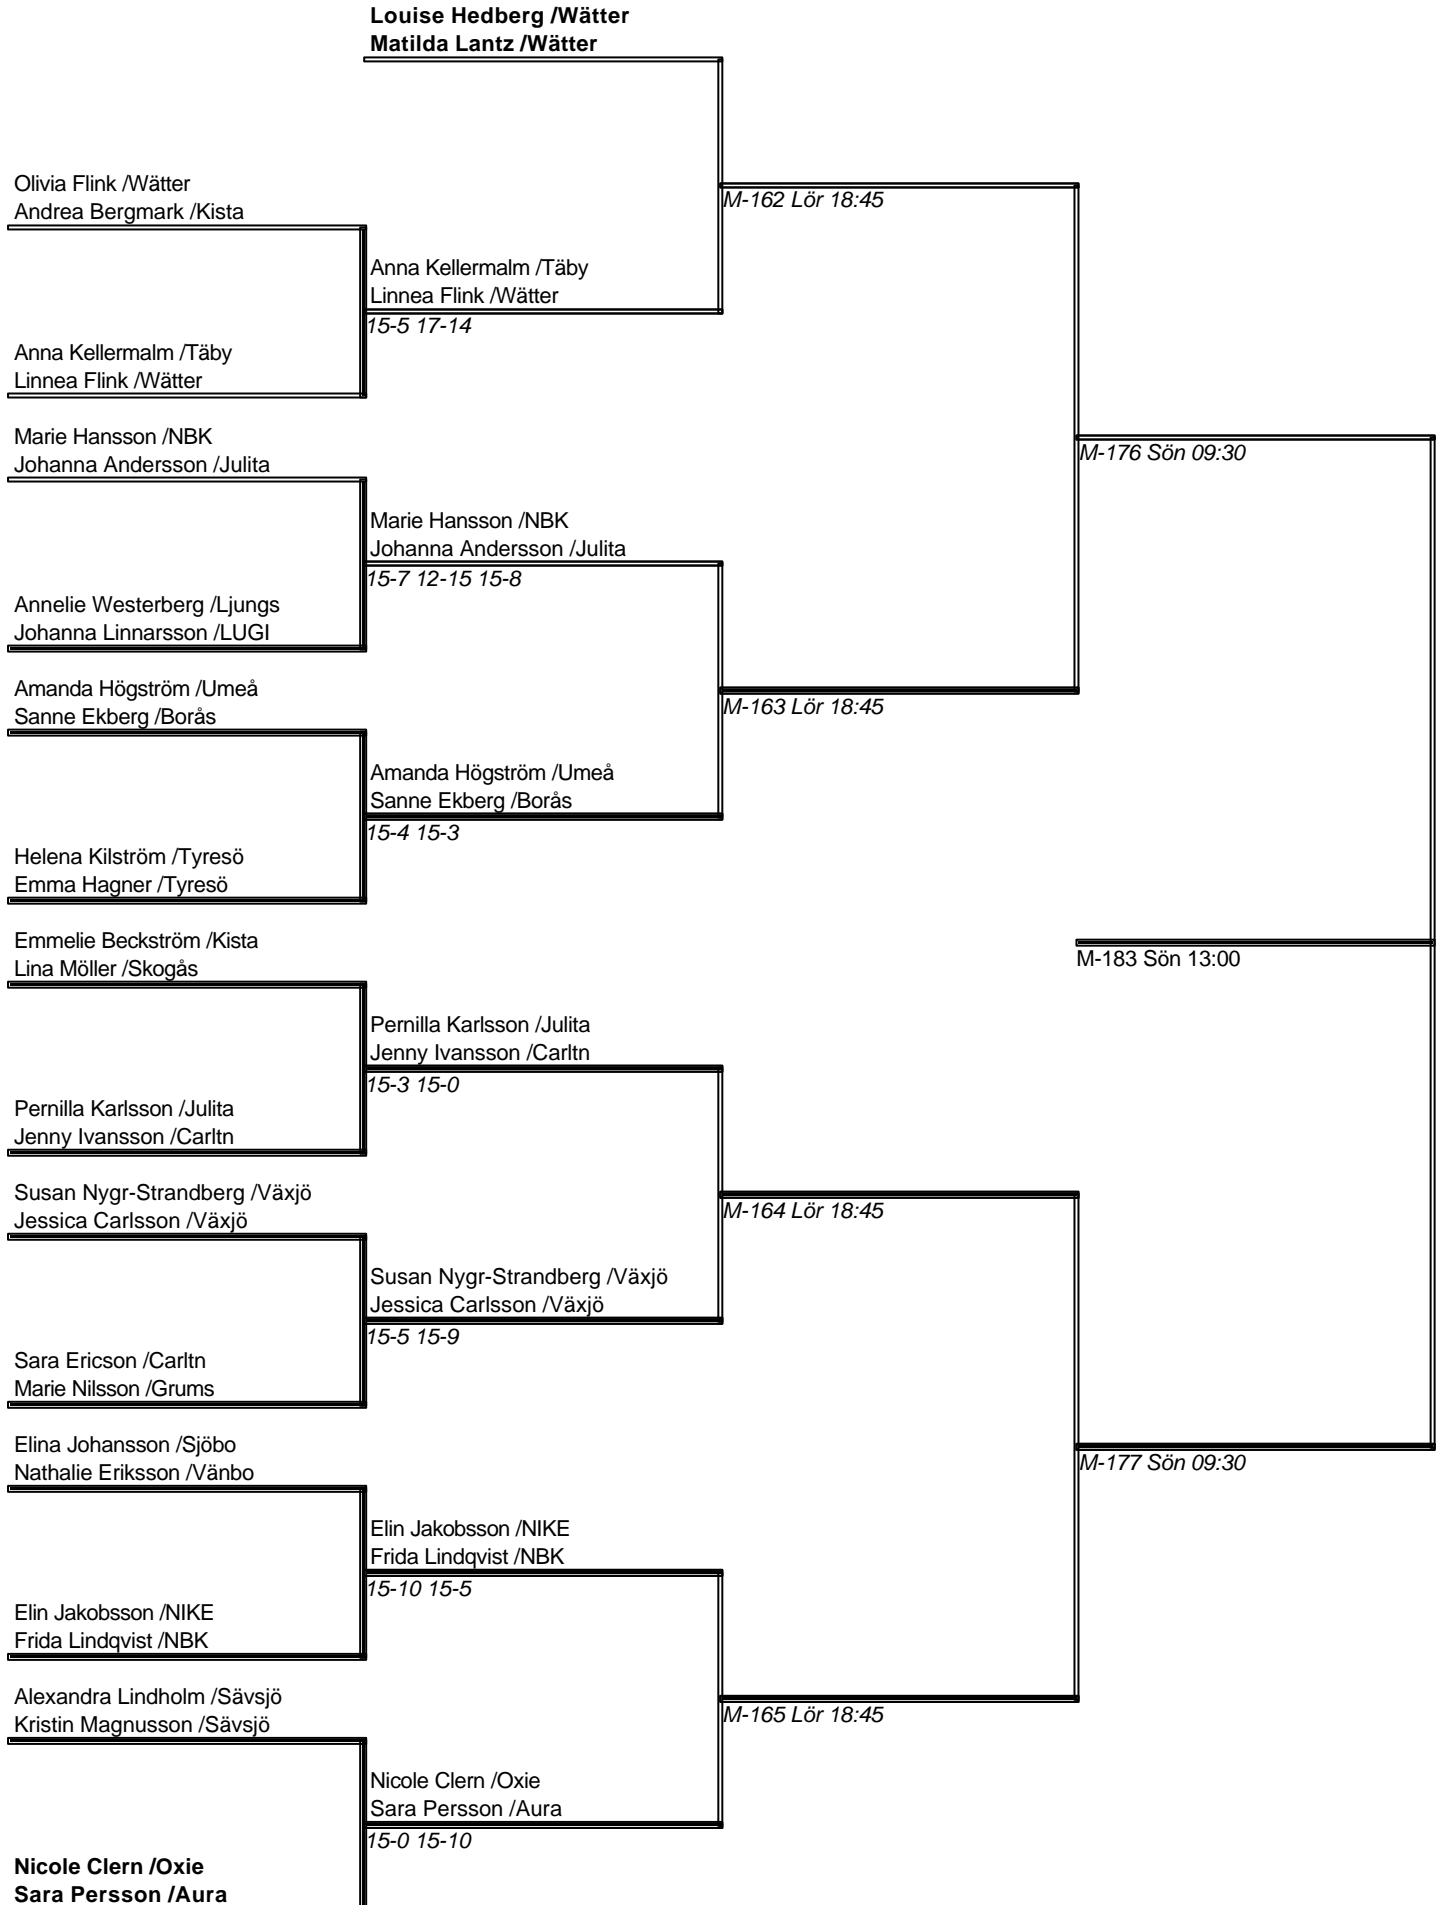 Louise Hedberg /Wätter
Matilda Lantz /Wätter
Olivia Flink /Wätter
Andrea Bergmark /Kista
M-162 Lör 18:45
Anna Kellermalm /Täby
Linnea Flink /Wätter
15-5 17-14
Anna Kellermalm /Täby
Linnea Flink /Wätter
Marie Hansson /NBK
Johanna Andersson /Julita
M-176 Sön 09:30
Marie Hansson /NBK
Johanna Andersson /Julita
15-7 12-15 15-8
Annelie Westerberg /Ljungs
Johanna Linnarsson /LUGI
Amanda Högström /Umeå
Sanne Ekberg /Borås
M-163 Lör 18:45
Amanda Högström /Umeå
Sanne Ekberg /Borås
15-4 15-3
Helena Kilström /Tyresö
Emma Hagner /Tyresö
Emmelie Beckström /Kista
Lina Möller /Skogås
M-183 Sön 13:00
Pernilla Karlsson /Julita
Jenny Ivansson /Carltn
15-3 15-0
Pernilla Karlsson /Julita
Jenny Ivansson /Carltn
Susan Nygr-Strandberg /Växjö
Jessica Carlsson /Växjö
M-164 Lör 18:45
Susan Nygr-Strandberg /Växjö
Jessica Carlsson /Växjö
15-5 15-9
Sara Ericson /Carltn
Marie Nilsson /Grums
Elina Johansson /Sjöbo
Nathalie Eriksson /Vänbo
M-177 Sön 09:30
Elin Jakobsson /NIKE
Frida Lindqvist /NBK
15-10 15-5
Elin Jakobsson /NIKE
Frida Lindqvist /NBK
Alexandra Lindholm /Sävsjö
Kristin Magnusson /Sävsjö
M-165 Lör 18:45
Nicole Clern /Oxie
Sara Persson /Aura
15-0 15-10
Nicole Clern /Oxie
Sara Persson /Aura